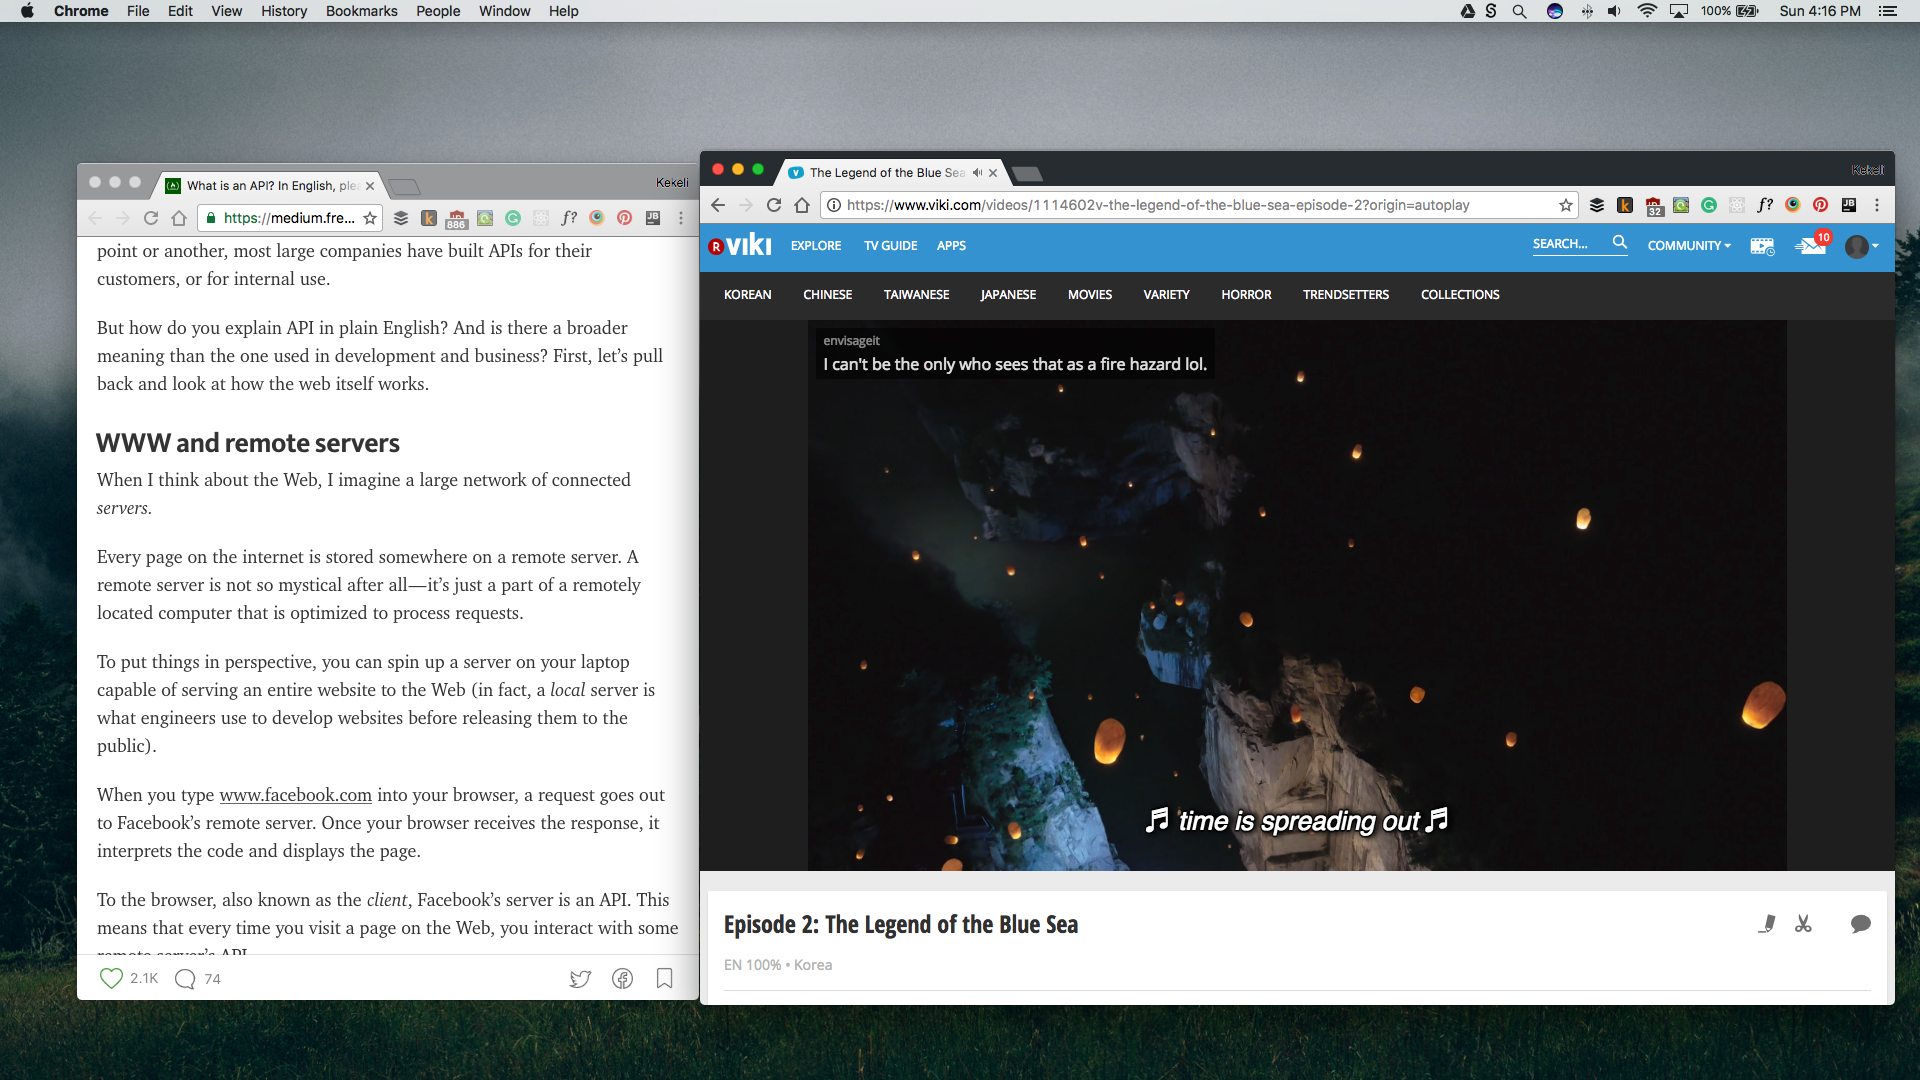 Chrome File Edit View History Bookmarks People Window Help
100% Sun 4:16 PM
What is an API? In English, ple
Kekeli
https://medium.fre...
f?
886
JB
point or another, most large companies have built APIs for their
customers, or for internal use.
But how do you explain API in plain English? And is there a broader
meaning than the one used in development and business? First, let’s pull
back and look at how the web itself works.
WWW and remote servers
When I think about the Web, I imagine a large network of connected
servers.
Every page on the internet is stored somewhere on a remote server. A
remote server is not so mystical after all—it’s just a part of a remotely
located computer that is optimized to process requests.
To put things in perspective, you can spin up a server on your laptop
capable of serving an entire website to the Web (in fact, a local server is
what engineers use to develop websites before releasing them to the
public).
When you type www.facebook.com into your browser, a request goes out
to Facebook’s remote server. Once your browser receives the response, it
interprets the code and displays the page.
To the browser, also known as the client, Facebook’s server is an API. This
means that every time you visit a page on the Web, you interact with some
remote server’s API
2.1K 74
The Legend of the Blue Sea
Kekeli
https://www.viki.com/videos/1114602v-the-legend-of-the-blue-sea-episode-2?origin=autoplay
k
32
f?
JB
R VIKI EXPLORE TV GUIDE APPS
SEARCH... COMMUNITY 10
KOREAN CHINESE TAIWANESE JAPANESE MOVIES VARIETY HORROR TRENDSETTERS COLLECTIONS
envisageit
I can't be the only who sees that as a fire hazard lol.
♫ time is spreading out ♫
Episode 2: The Legend of the Blue Sea
EN 100% • Korea